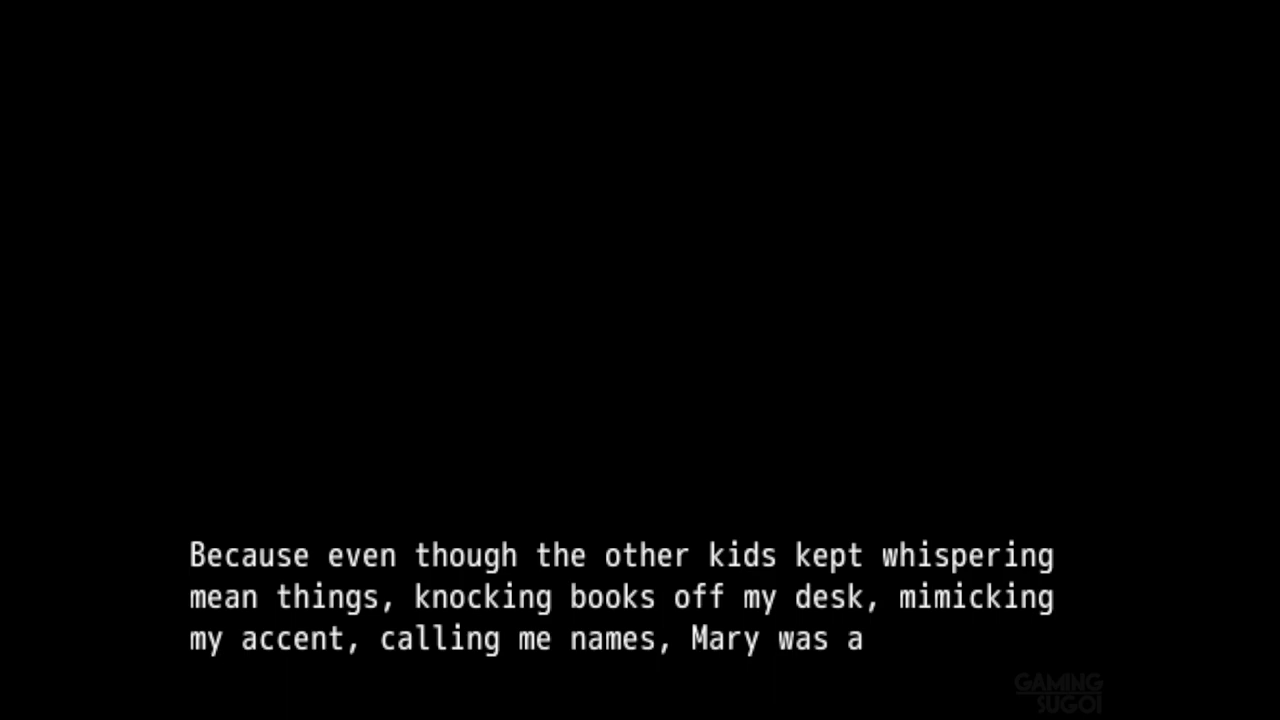 Because even though the other kids kept whispering
mean things, knocking books off my desk, mimicking
my accent, calling me names, Mary was a
GAMING
SUGOI